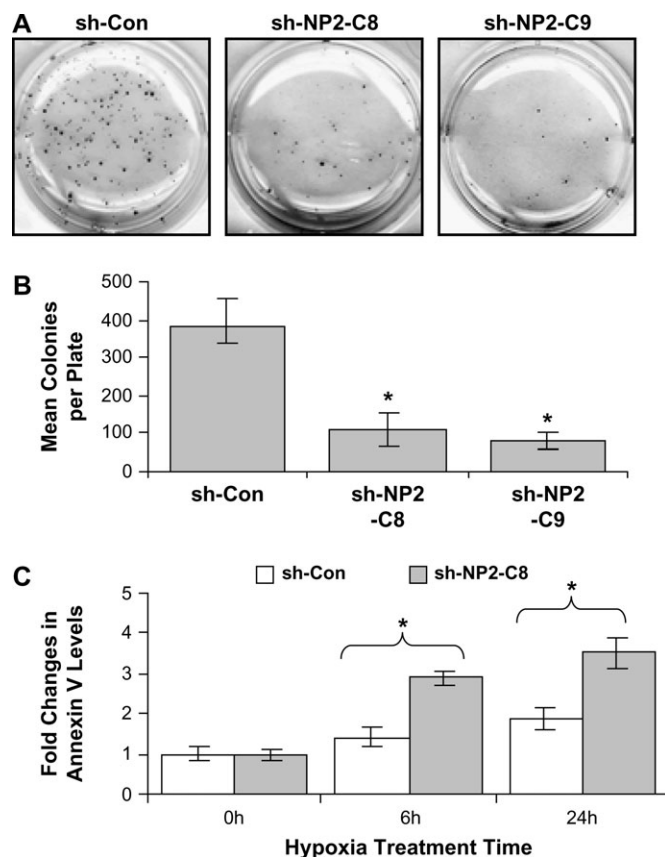 A
sh-Con sh-NP2-C8 sh-NP2-C9
B
Mean Colonies
per Plate
500
400
300
200
100
0
*
*
sh-Con sh-NP2 sh-NP2
-C8 -C9
C
sh-Con sh-NP2-C8
Fold Changes in
Annexin V Levels
5
4
3
2
1
0
*
*
0h 6h 24h
Hypoxia Treatment Time